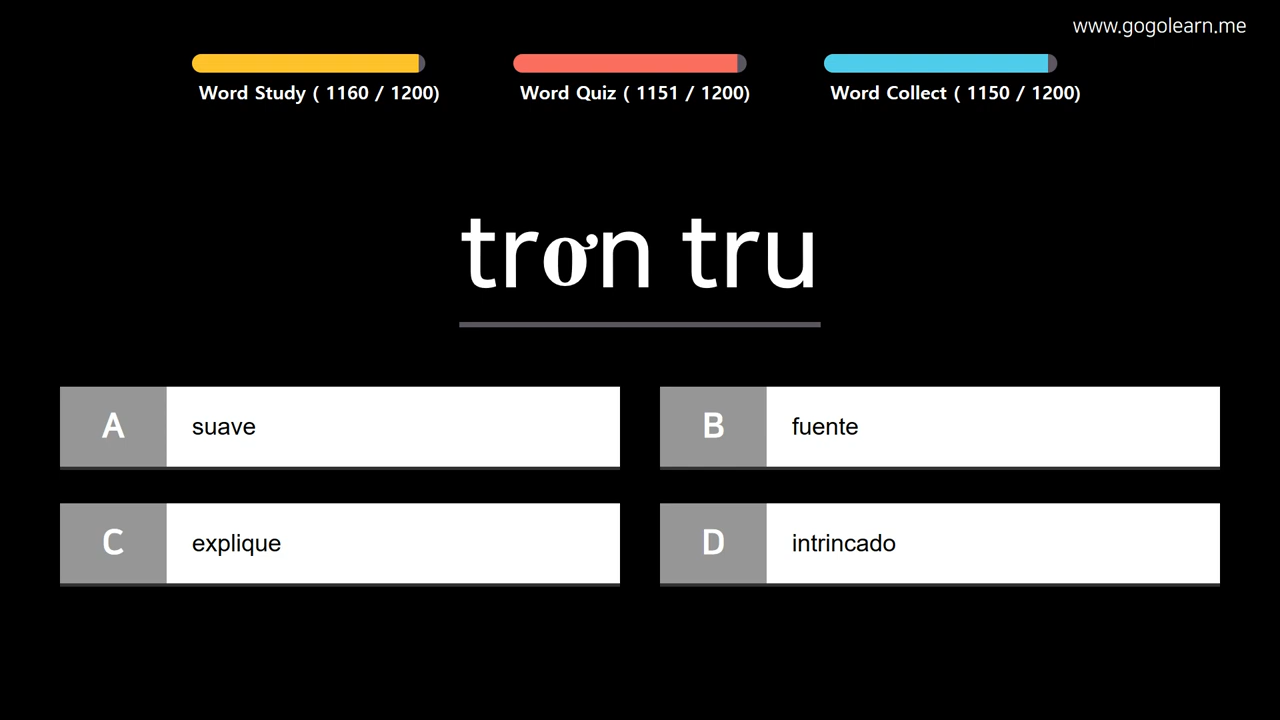 www.gogolearn.me
Word Study ( 1160 / 1200)
Word Quiz ( 1151 / 1200)
Word Collect ( 1150 / 1200)
trơn tru
A suave
B fuente
C explique
D intrincado